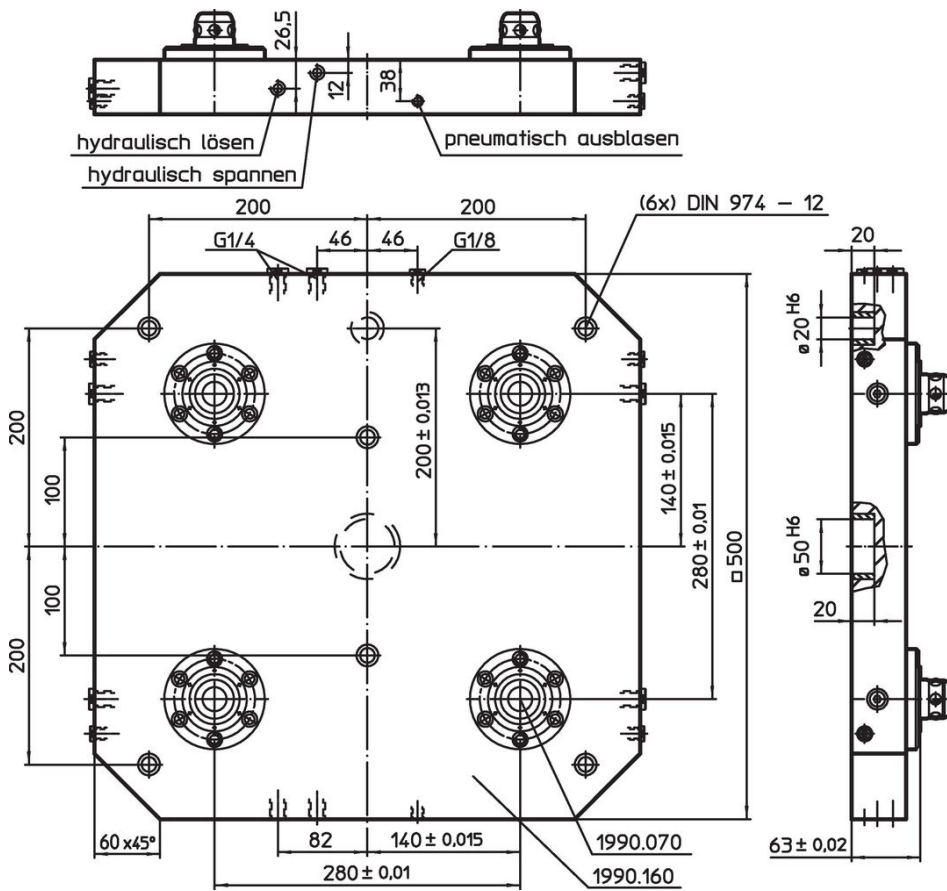 26,5
12
38
hydraulisch lösen
hydraulisch spannen
pneumatisch ausblasen
200
200
(6x) DIN 974 – 12
G1/4
46
46
G1/8
20
ø20 H6
200
100
200 ± 0,013
140 ± 0,015
280 ± 0,01
□ 500
ø50 H6
100
200
20
60 x45°
82
140 ± 0,015
280 ± 0,01
1990.070
1990.160
63 ± 0,02